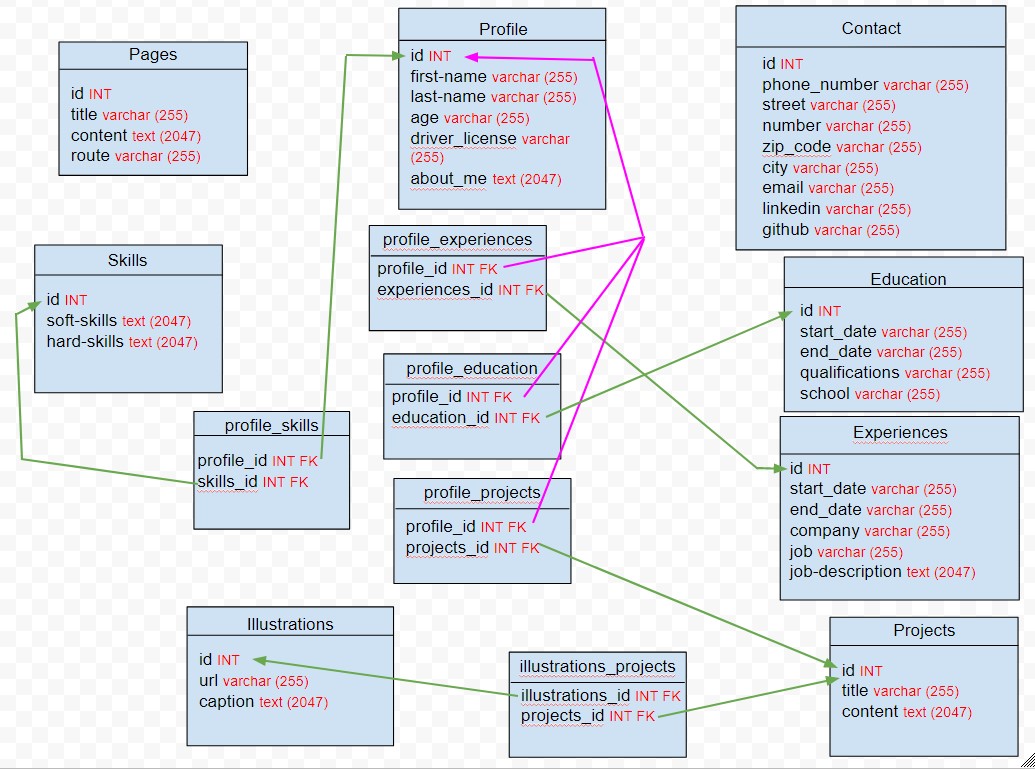 Pages
id INT
title varchar (255)
content text (2047)
route varchar (255)
Profile
id INT
first-name varchar (255)
last-name varchar (255)
age varchar (255)
driver_license varchar
(255)
about_me text (2047)
Contact
id INT
phone_number varchar (255)
street varchar (255)
number varchar (255)
zip_code varchar (255)
city varchar (255)
email varchar (255)
linkedin varchar (255)
github varchar (255)
Skills
id INT
soft-skills text (2047)
hard-skills text (2047)
profile_experiences
profile_id INT FK
experiences_id INT FK
Education
id INT
start_date varchar (255)
end_date varchar (255)
qualifications varchar (255)
school varchar (255)
profile_education
profile_id INT FK
education_id INT FK
profile_skills
profile_id INT FK
skills_id INT FK
Experiences
id INT
start_date varchar (255)
end_date varchar (255)
company varchar (255)
job varchar (255)
job-description text (2047)
profile_projects
profile_id INT FK
projects_id INT FK
Illustrations
id INT
url varchar (255)
caption text (2047)
illustrations_projects
illustrations_id INT FK
projects_id INT FK
Projects
id INT
title varchar (255)
content text (2047)